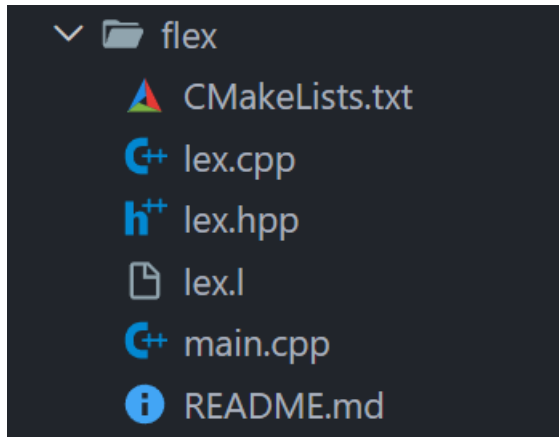 flex
CMakeLists.txt
lex.cpp
lex.hpp
lex.l
main.cpp
README.md